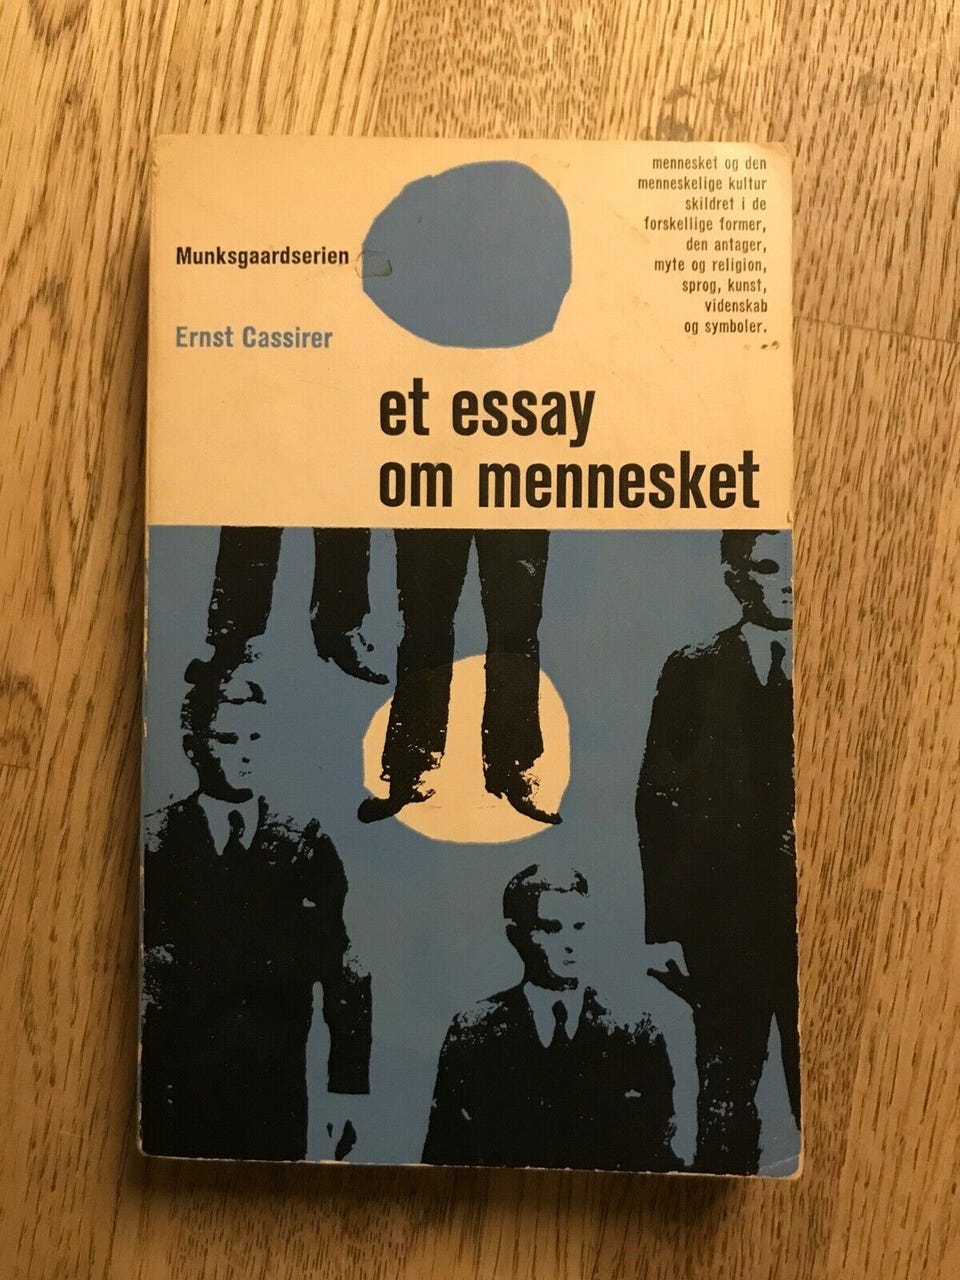 Munksgaardserien
Ernst Cassirer
mennesket og den
menneskelige kultur
skildret i de
forskellige former,
den antager,
myte og religion,
sprog, kunst,
videnskab
og symboler.
et essay
om mennesket